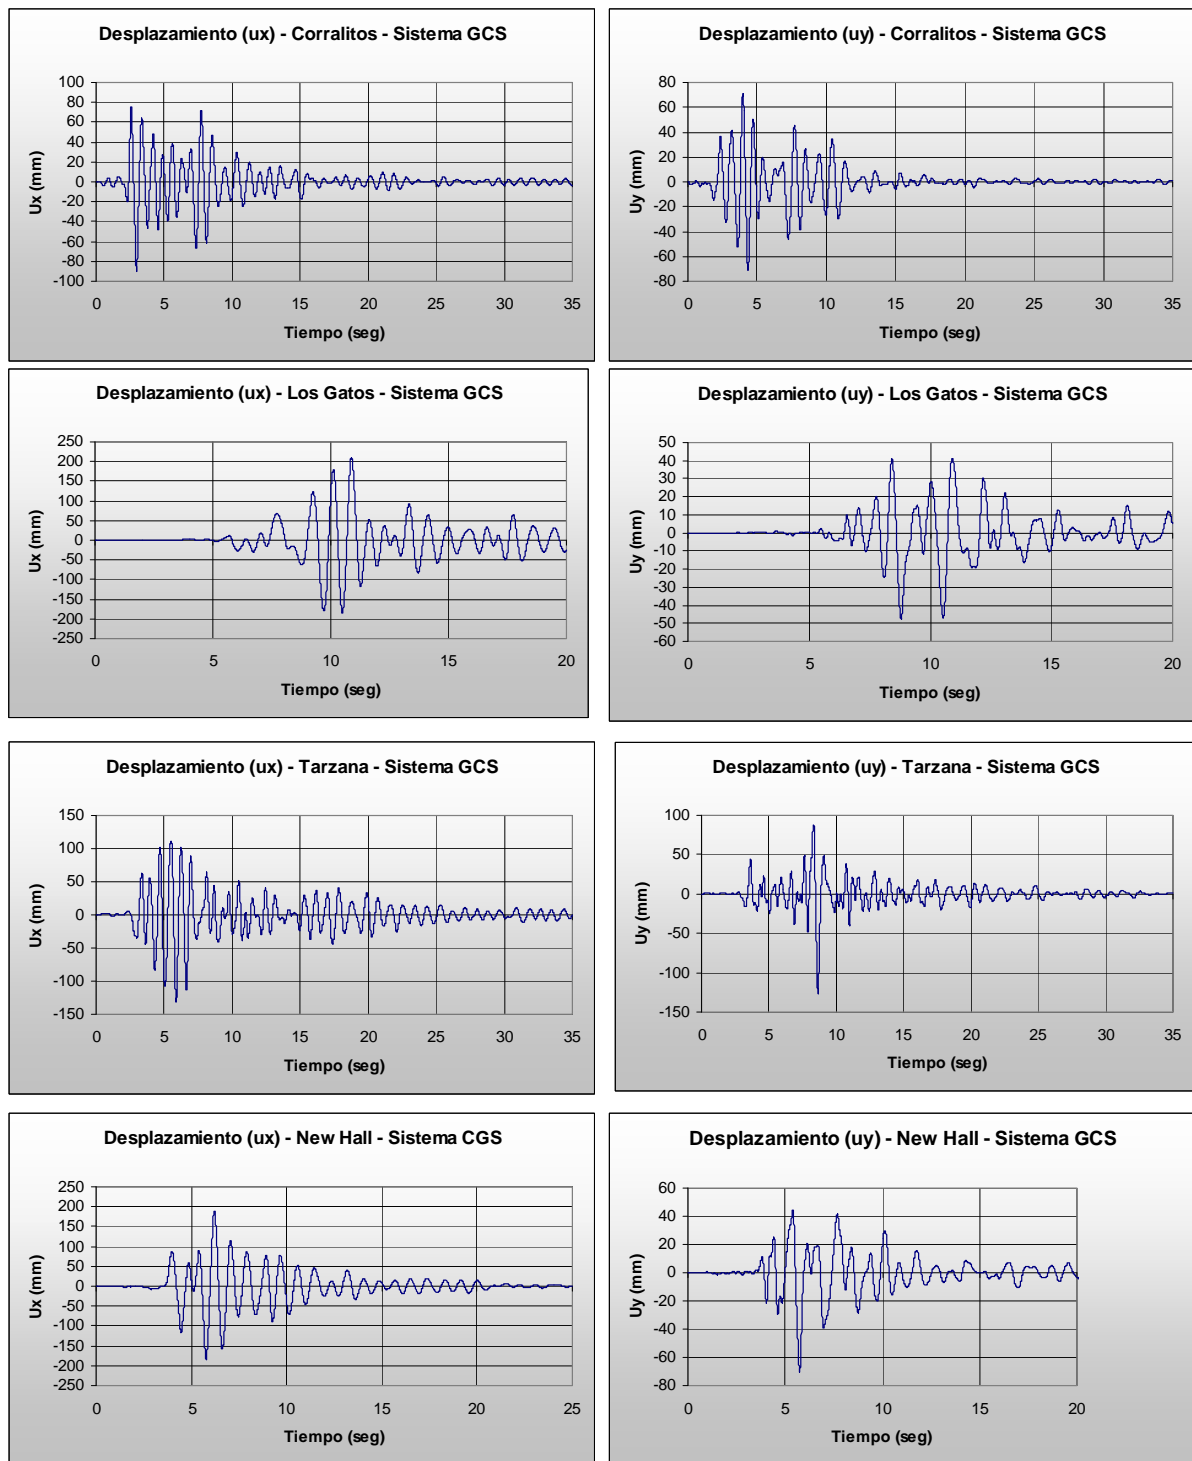 Desplazamiento (ux) - Corralitos - Sistema GCS
Ux (mm)
100
80
60
40
20
0
-20
-40
-60
-80
-100
0 5 10 15 20 25 30 35
Tiempo (seg)
Desplazamiento (uy) - Corralitos - Sistema GCS
Uy (mm)
80
60
40
20
0
-20
-40
-60
-80
0 5 10 15 20 25 30 35
Tiempo (seg)
Desplazamiento (ux) - Los Gatos - Sistema GCS
Ux (mm)
250
200
150
100
50
0
-50
-100
-150
-200
-250
0 5 10 15 20
Tiempo (seg)
Desplazamiento (uy) - Los Gatos - Sistema GCS
Uy (mm)
50
40
30
20
10
0
-10
-20
-30
-40
-50
-60
0 5 10 15 20
Tiempo (seg)
Desplazamiento (ux) - Tarzana - Sistema GCS
Ux (mm)
150
100
50
0
-50
-100
-150
0 5 10 15 20 25 30 35
Tiempo (seg)
Desplazamiento (uy) - Tarzana - Sistema GCS
Uy (mm)
100
50
0
-50
-100
-150
0 5 10 15 20 25 30 35
Tiempo (seg)
Desplazamiento (ux) - New Hall - Sistema CGS
Ux (mm)
250
200
150
100
50
0
-50
-100
-150
-200
-250
0 5 10 15 20 25
Tiempo (seg)
Desplazamiento (uy) - New Hall - Sistema GCS
Uy (mm)
60
40
20
0
-20
-40
-60
-80
0 5 10 15 20
Tiempo (seg)